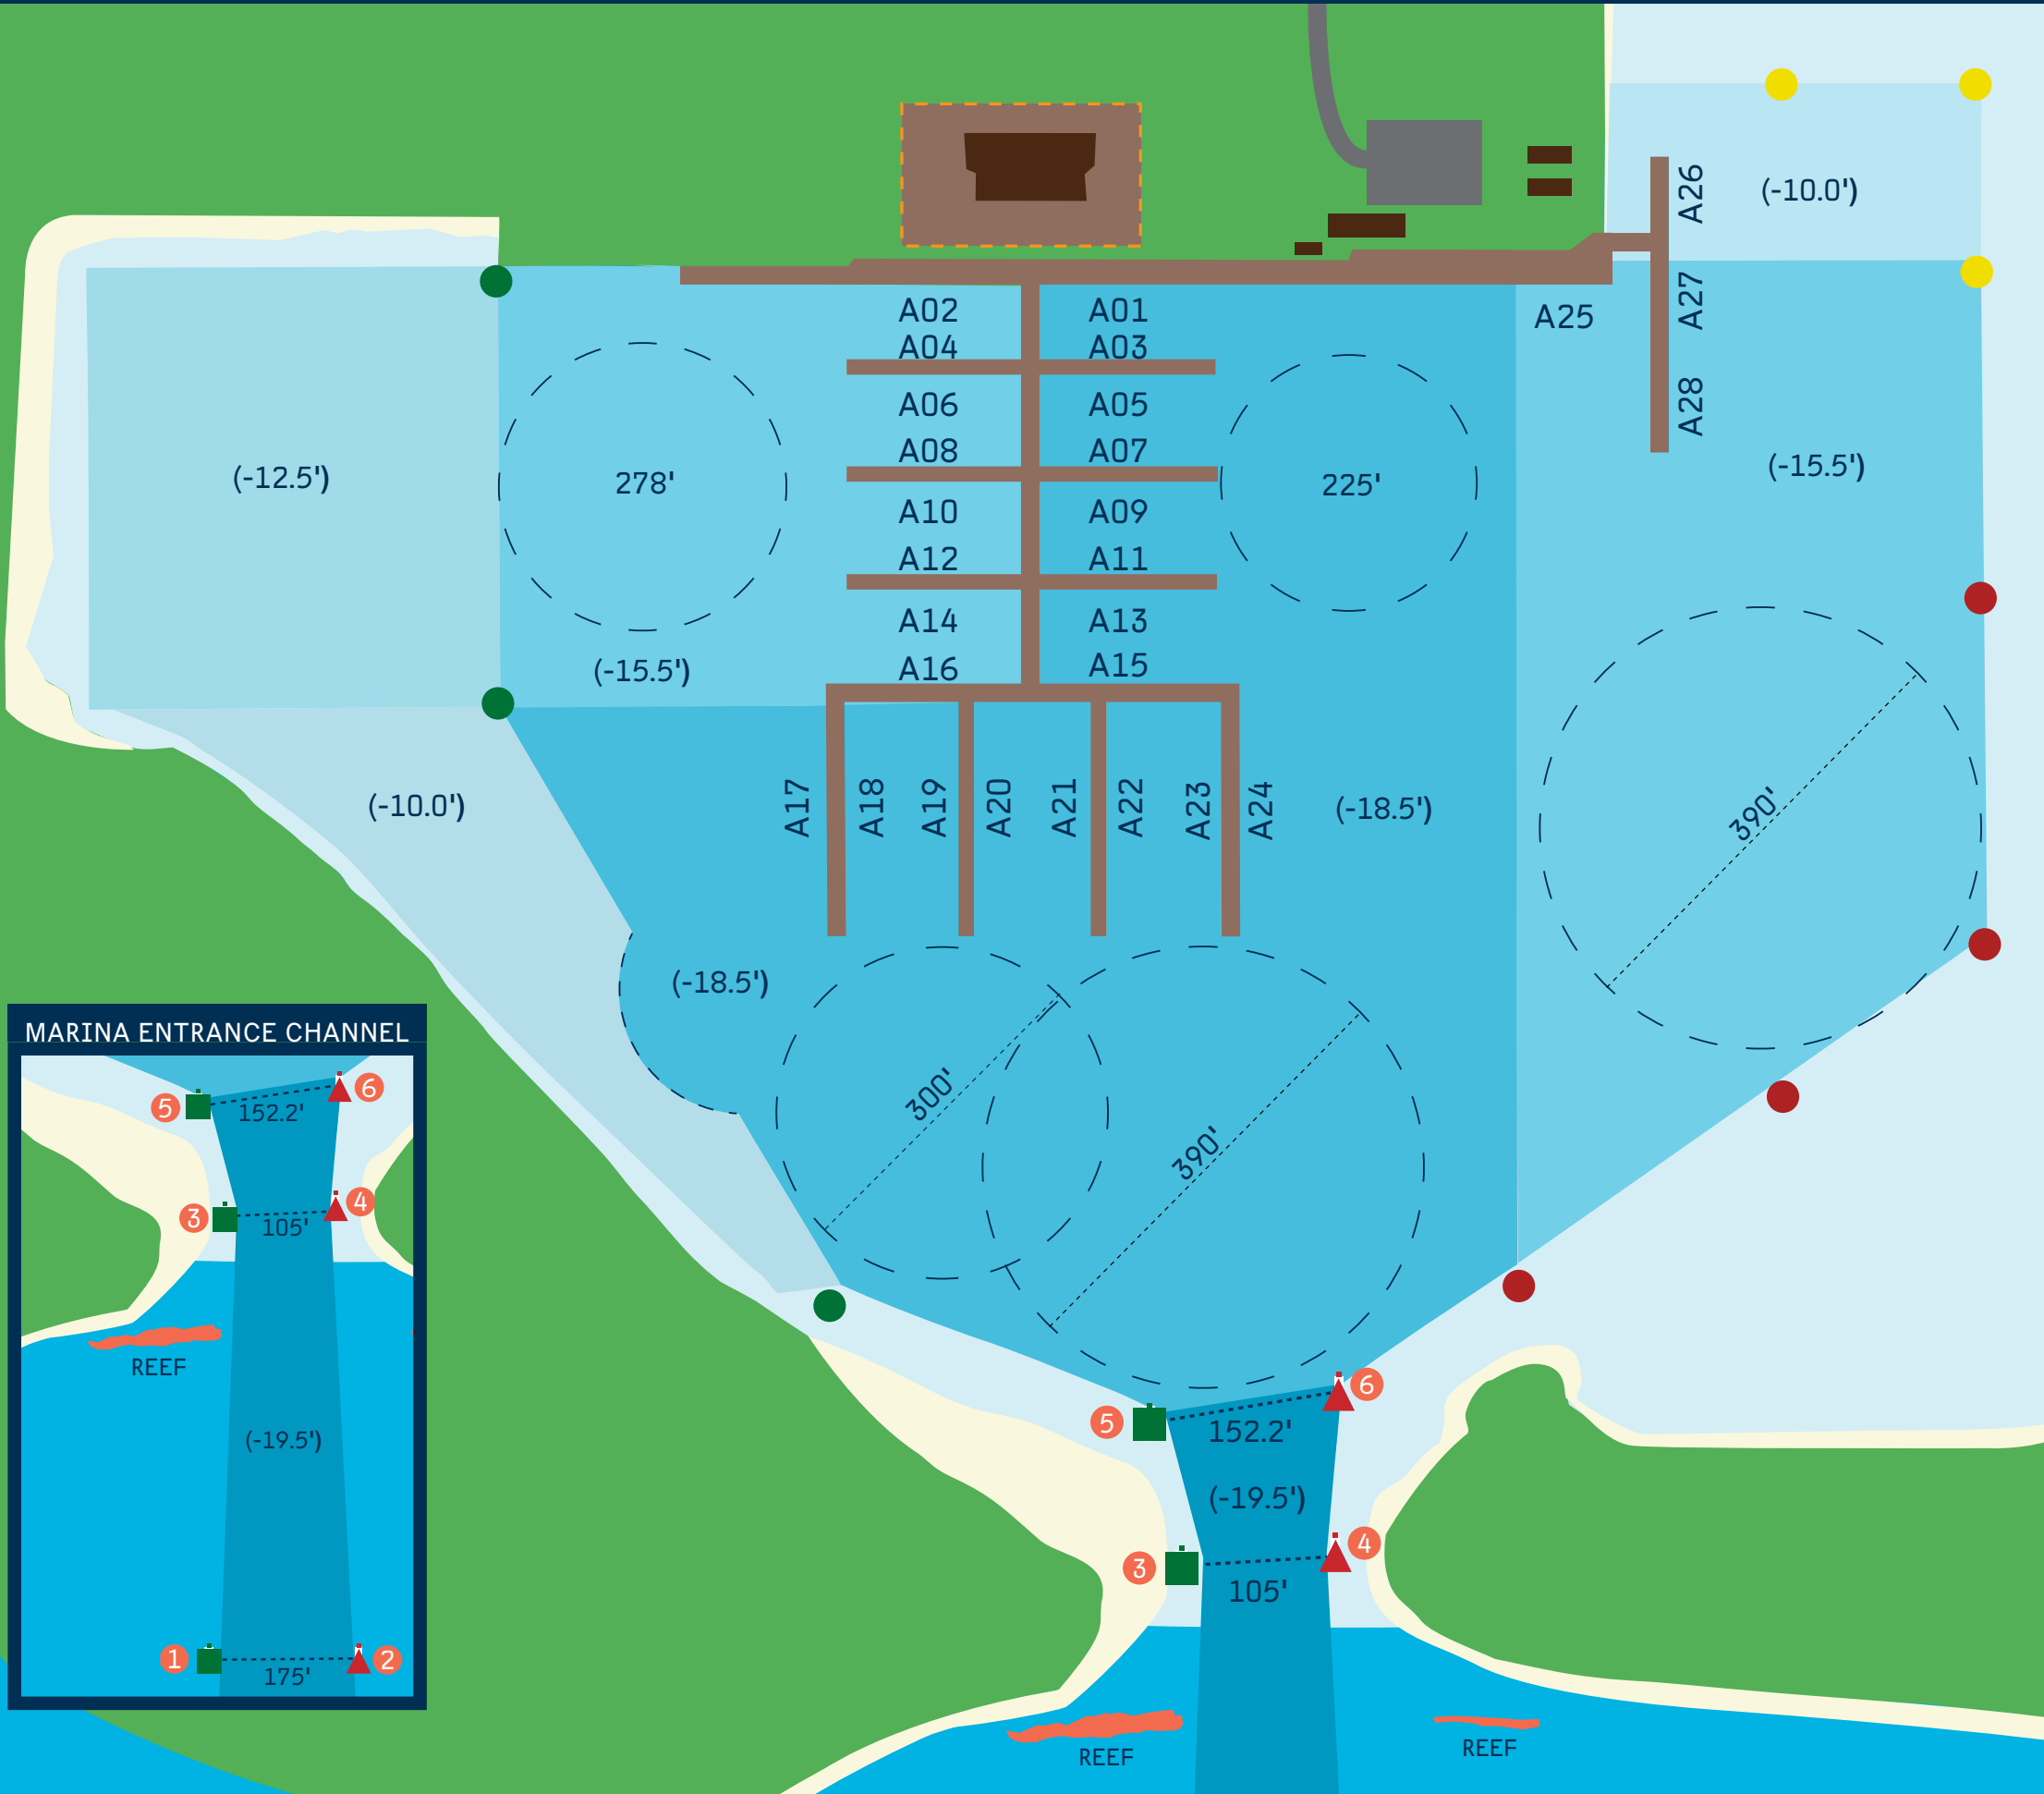 A26
(-10.0')
A02
A01
A25
A27
A04
A03
A06
A05
A28
A08
A07
(-12.5')
278'
225'
(-15.5')
A10
A09
A12
A11
A14
A13
(-15.5')
A16
A15
(-10.0')
A17
A18
A19
A20
A21
A22
A23
A24
(-18.5')
390'
(-18.5')
300'
390'
MARINA ENTRANCE CHANNEL
5
6
152.2'
3
4
105'
REEF
(-19.5')
1
2
175'
6
5
152.2'
(-19.5')
4
3
105'
REEF
REEF